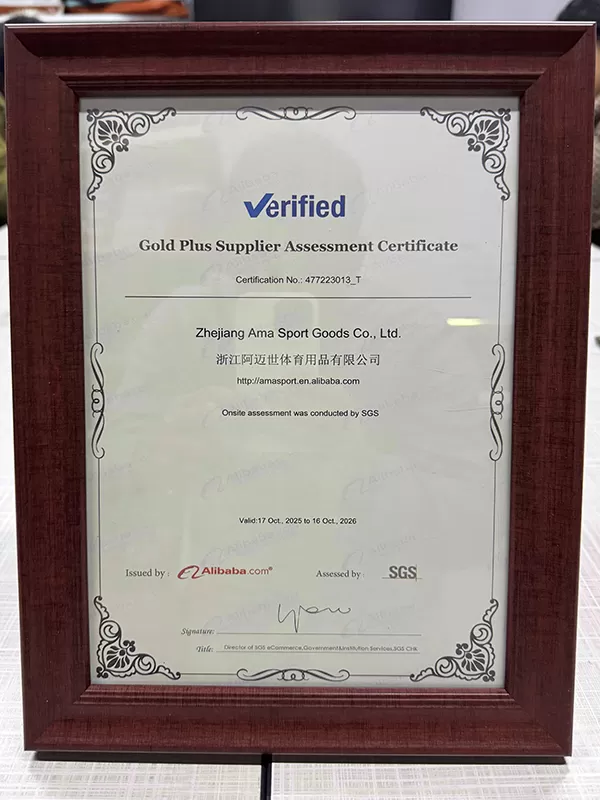 Verified
Gold Plus Supplier Assessment Certificate
Certification No.: 477223013_T
Zhejiang Ama Sport Goods Co., Ltd.
浙江阿迈世体育用品有限公司
http://amasport.en.alibaba.com
Onsite assessment was conducted by SGS
Valid:17 Oct., 2025 to 16 Oct., 2026
Issued by : Alibaba.com® Assessed by : SGS
Signature:
Title: Director of SGS eCommerce,Government&Institution Services,SGS CHK